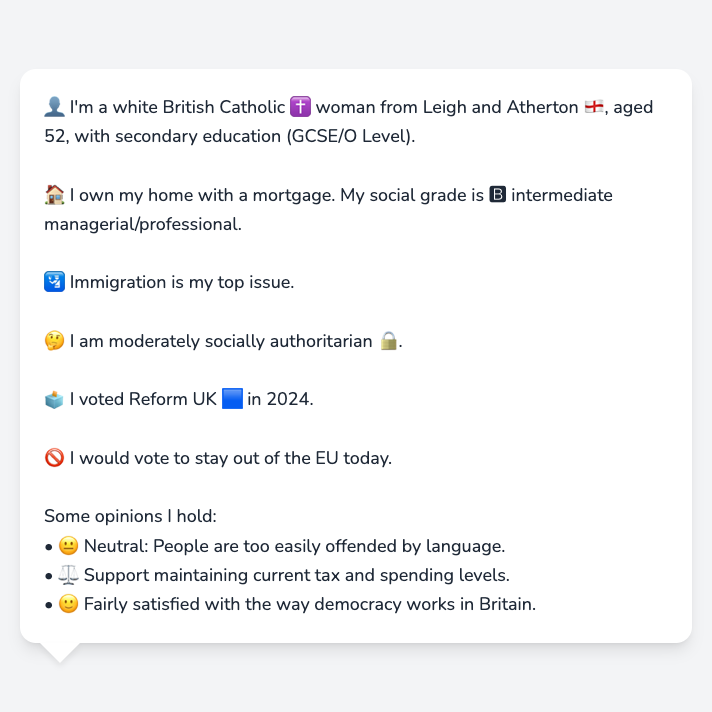 👤 I'm a white British Catholic ✝️ woman from Leigh and Atherton 🏴󠁧󠁢󠁥󠁮󠁧󠁿, aged
52, with secondary education (GCSE/O Level).
🏠 I own my home with a mortgage. My social grade is 🅱 intermediate
managerial/professional.
🛂 Immigration is my top issue.
🤔 I am moderately socially authoritarian 🔒.
🗳️ I voted Reform UK 🟦 in 2024.
🚫 I would vote to stay out of the EU today.
Some opinions I hold:
• 😐 Neutral: People are too easily offended by language.
• ⚖️ Support maintaining current tax and spending levels.
• 🙂 Fairly satisfied with the way democracy works in Britain.